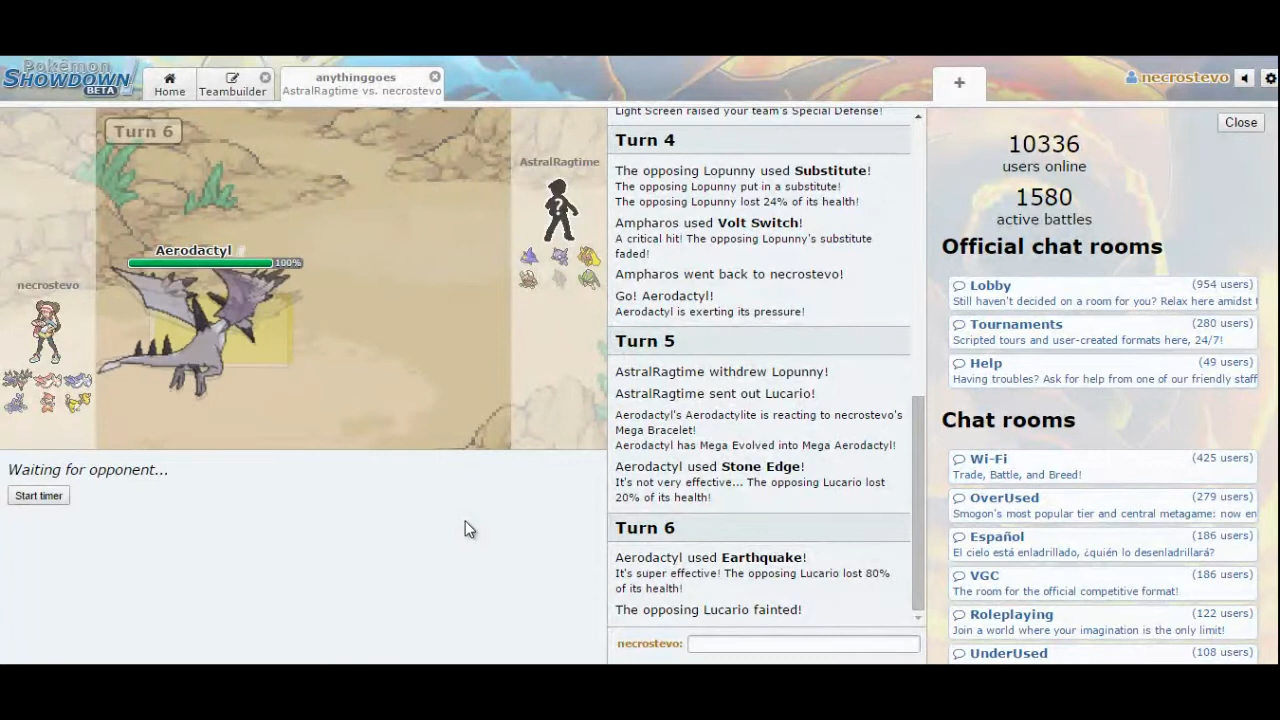 Pokémon
SHOWDOWN
BETA
Home
Teambuilder
anythinggoes
AstralRagtime vs. necrostevo
+
necrostevo
Turn 6
AstralRagtime
?
Aerodactyl
100%
necrostevo
Waiting for opponent...
Start timer
Light Screen raised your team's Special Defense!
Turn 4
The opposing Lopunny used Substitute!
The opposing Lopunny put in a substitute!
The opposing Lopunny lost 24% of its health!
Ampharos used Volt Switch!
A critical hit! The opposing Lopunny's substitute
faded!
Ampharos went back to necrostevo!
Go! Aerodactyl!
Aerodactyl is exerting its pressure!
Turn 5
AstralRagtime withdrew Lopunny!
AstralRagtime sent out Lucario!
Aerodactyl's Aerodactylite is reacting to necrostevo's
Mega Bracelet!
Aerodactyl has Mega Evolved into Mega Aerodactyl!
Aerodactyl used Stone Edge!
It's not very effective... The opposing Lucario lost
20% of its health!
Turn 6
Aerodactyl used Earthquake!
It's super effective! The opposing Lucario lost 80%
of its health!
The opposing Lucario fainted!
necrostevo:
Close
10336
users online
1580
active battles
Official chat rooms
Lobby (954 users)
Still haven't decided on a room for you? Relax here amidst t
Tournaments (280 users)
Scripted tours and user-created formats here, 24/7!
Help (49 users)
Having troubles? Ask for help from one of our friendly staff
Chat rooms
Wi-Fi (425 users)
Trade, Battle, and Breed!
OverUsed (279 users)
Smogon's most popular tier and central metagame: now en
Español (186 users)
El cielo está enladrillado, ¿quién lo desenladrillará?
VGC (186 users)
The room for the official competitive format!
Roleplaying (122 users)
Join a world where your imagination is the only limit!
UnderUsed (108 users)